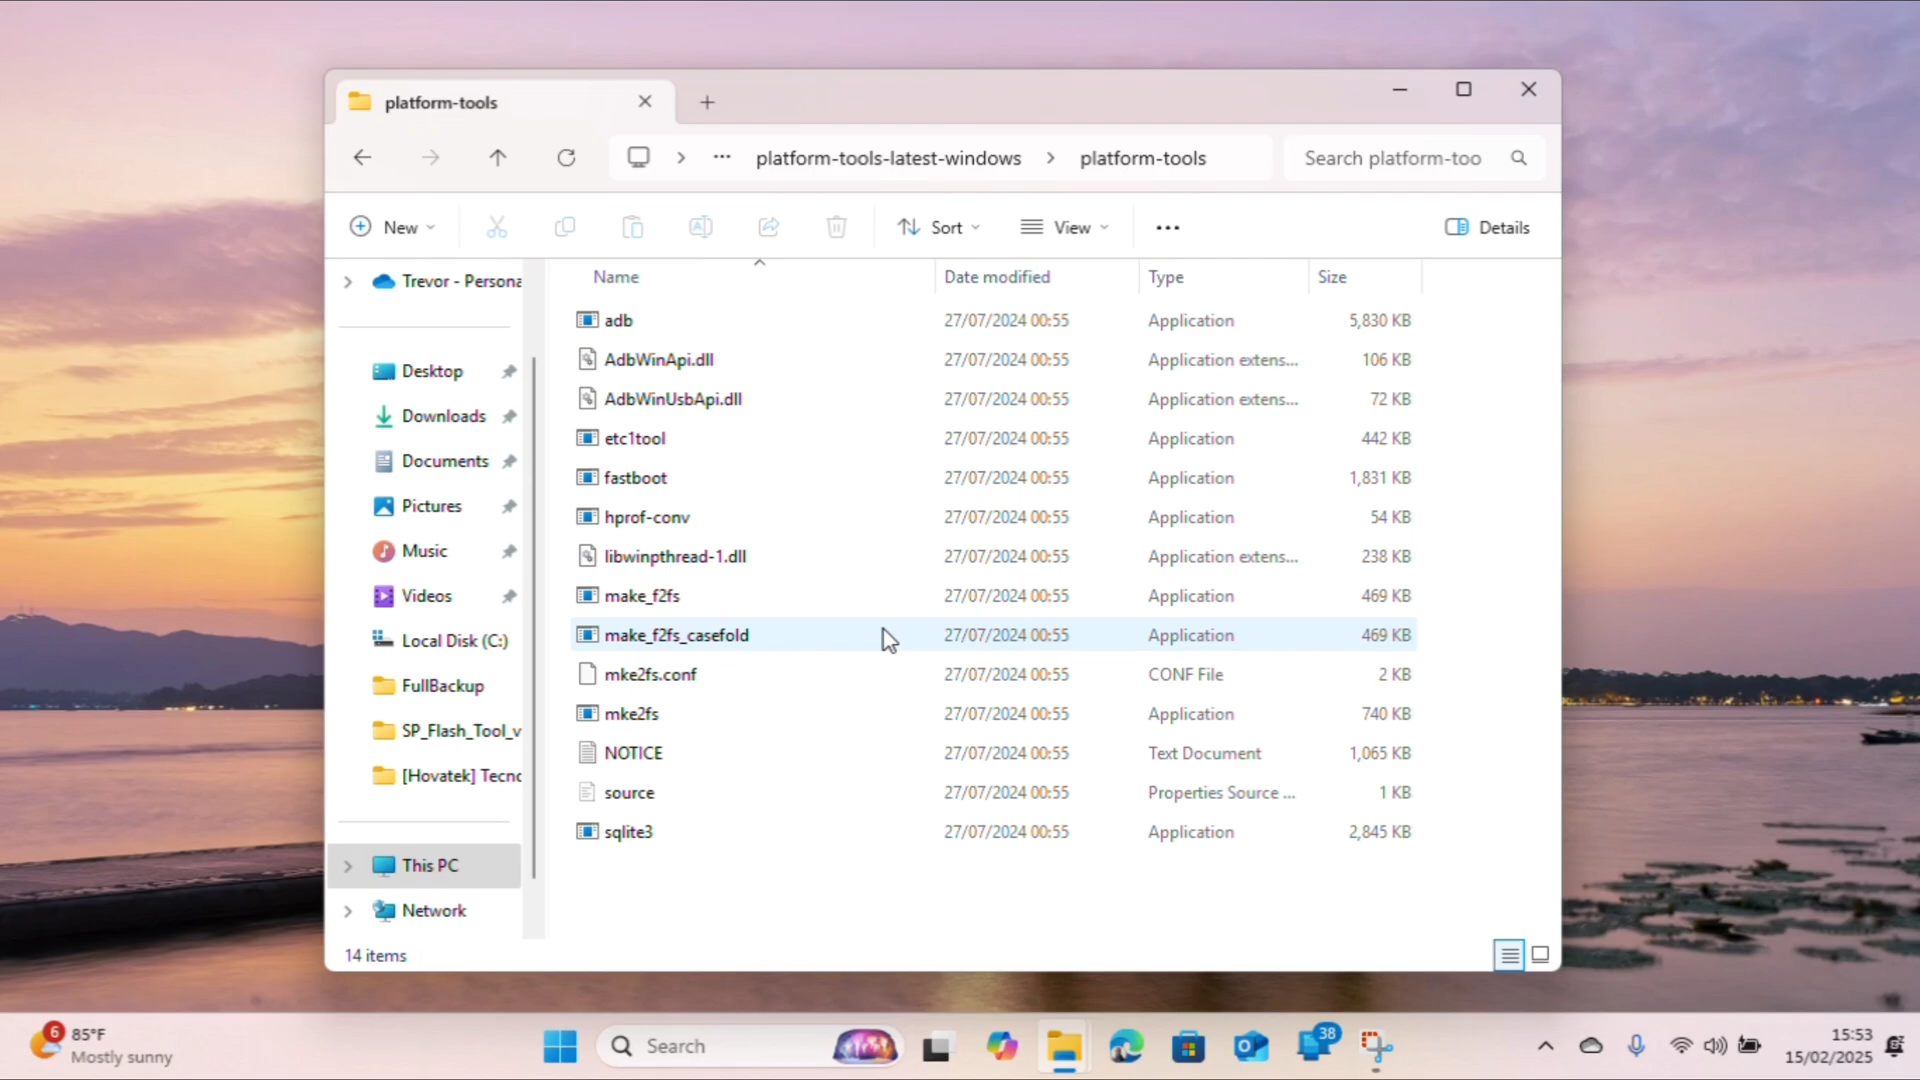 platform-tools
platform-tools-latest-windows platform-tools Search platform-too
New Sort View Details
Trevor - Persona
Desktop
Downloads
Documents
Pictures
Music
Videos
Local Disk (C:)
FullBackup
SP_Flash_Tool_v
[Hovatek] Tecno
This PC
Network
Name Date modified Type Size
adb 27/07/2024 00:55 Application 5,830 KB
AdbWinApi.dll 27/07/2024 00:55 Application extens... 106 KB
AdbWinUsbApi.dll 27/07/2024 00:55 Application extens... 72 KB
etc1tool 27/07/2024 00:55 Application 442 KB
fastboot 27/07/2024 00:55 Application 1,831 KB
hprof-conv 27/07/2024 00:55 Application 54 KB
libwinpthread-1.dll 27/07/2024 00:55 Application extens... 238 KB
make_f2fs 27/07/2024 00:55 Application 469 KB
make_f2fs_casefold 27/07/2024 00:55 Application 469 KB
mke2fs.conf 27/07/2024 00:55 CONF File 2 KB
mke2fs 27/07/2024 00:55 Application 740 KB
NOTICE 27/07/2024 00:55 Text Document 1,065 KB
source 27/07/2024 00:55 Properties Source ... 1 KB
sqlite3 27/07/2024 00:55 Application 2,845 KB
14 items
6 85°F
Mostly sunny
Search
38
15:53
15/02/2025